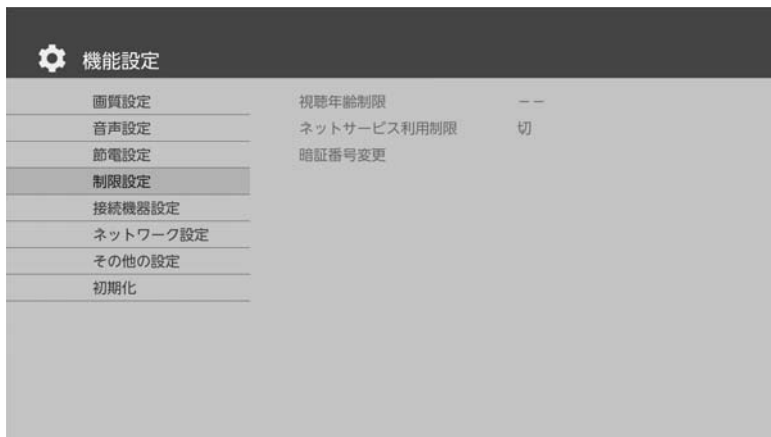 機能設定
画質設定
音声設定
節電設定
制限設定
接続機器設定
ネットワーク設定
その他の設定
初期化
視聴年齢制限 ーー
ネットサービス利用制限 切
暗証番号変更